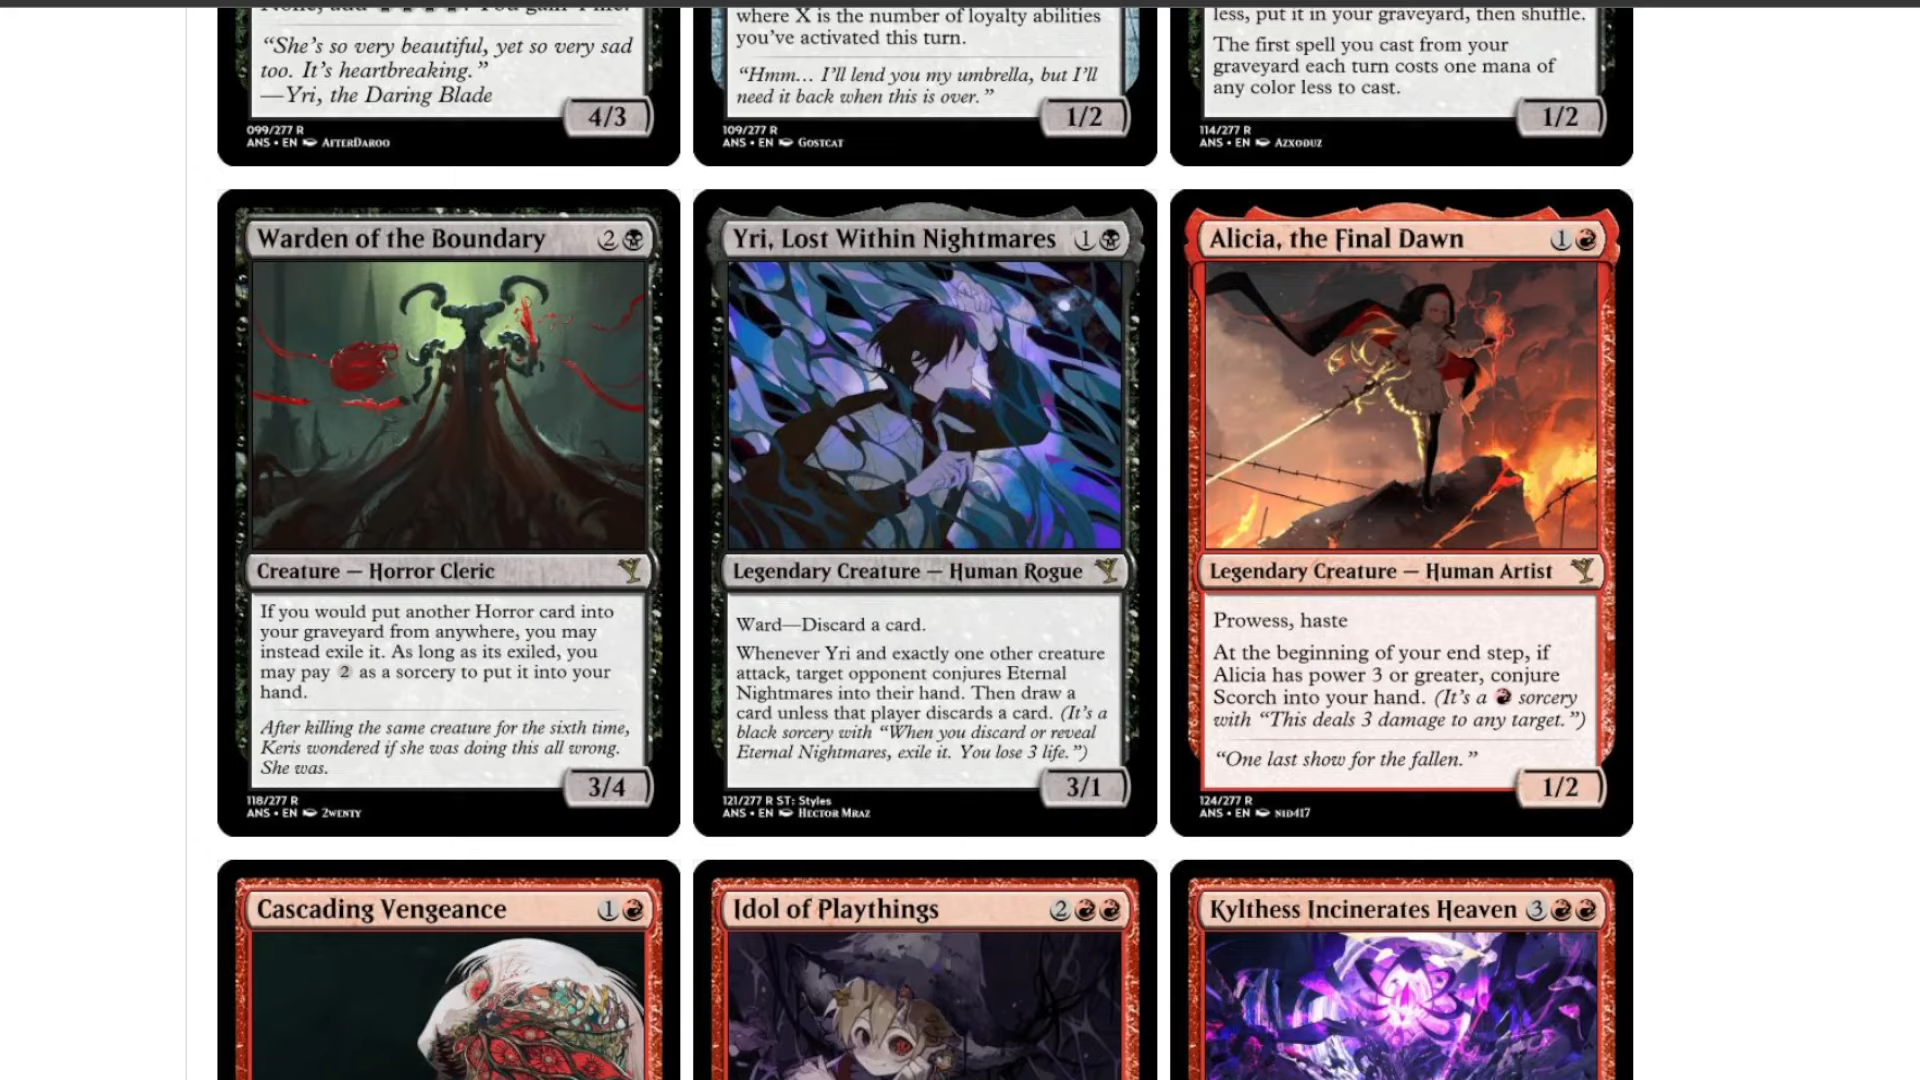 None, add
You gain 1 life.
"She's so very beautiful, yet so very sad
too. It's heartbreaking."
—Yri, the Daring Blade
4/3
099/277 R
ANS • EN AfterDaroo
where X is the number of loyalty abilities
you've activated this turn.
"Hmm... I'll lend you my umbrella, but I'll
need it back when this is over."
1/2
109/277 R
ANS • EN Gostcat
less, put it in your graveyard, then shuffle.
The first spell you cast from your
graveyard each turn costs one mana of
any color less to cast.
1/2
114/277 R
ANS • EN Azxoduz
Warden of the Boundary 2
Creature — Horror Cleric
If you would put another Horror card into
your graveyard from anywhere, you may
instead exile it. As long as its exiled, you
may pay 2 as a sorcery to put it into your
hand.
After killing the same creature for the sixth time,
Keris wondered if she was doing this all wrong.
She was.
3/4
118/277 R
ANS • EN 2wenty
Yri, Lost Within Nightmares 1
Legendary Creature — Human Rogue
Ward—Discard a card.
Whenever Yri and exactly one other creature
attack, target opponent conjures Eternal
Nightmares into their hand. Then draw a
card unless that player discards a card. (It's a
black sorcery with "When you discard or reveal
Eternal Nightmares, exile it. You lose 3 life.")
3/1
121/277 R ST: Styles
ANS • EN Hector Mraz
Alicia, the Final Dawn 1
Legendary Creature — Human Artist
Prowess, haste
At the beginning of your end step, if
Alicia has power 3 or greater, conjure
Scorch into your hand. (It's a sorcery
with "This deals 3 damage to any target.")
"One last show for the fallen."
1/2
124/277 R
ANS • EN nid417
Cascading Vengeance 1
Idol of Playthings 2
Kylthess Incinerates Heaven 3